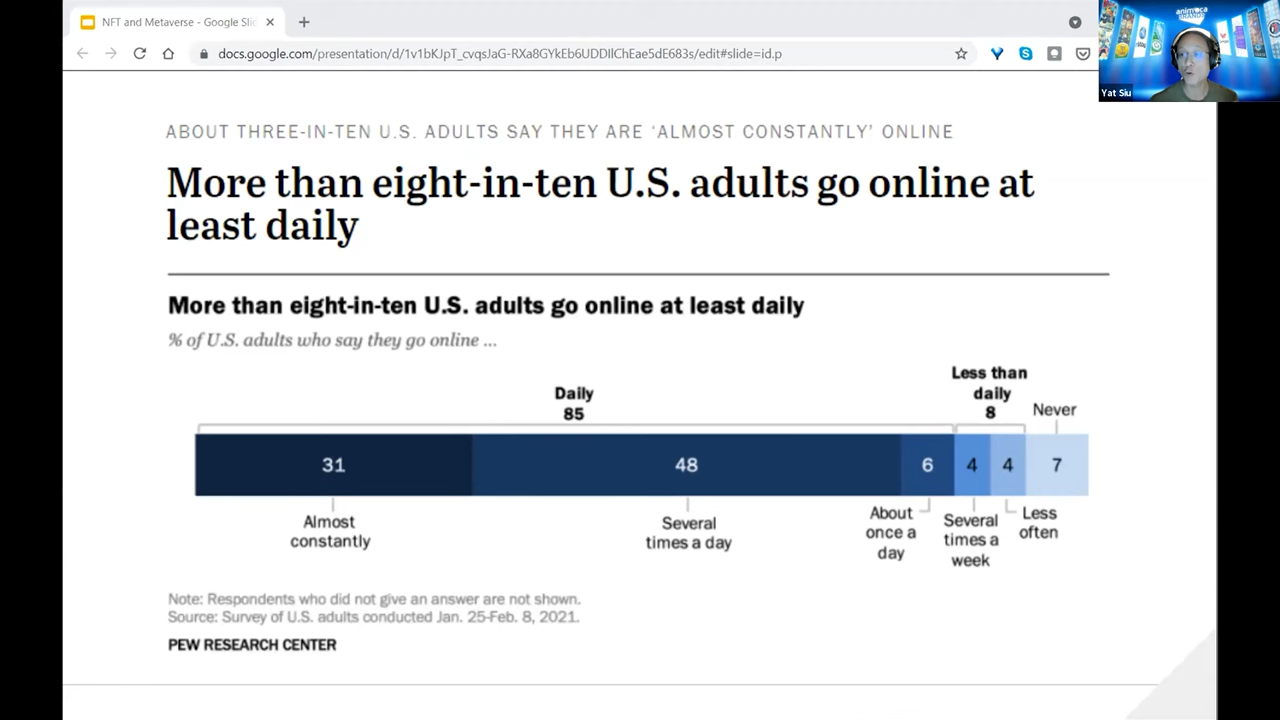 NFT and Metaverse - Google Slid
docs.google.com/presentation/d/1v1bKJpT_cvqsJaG-RXa8GYkEb6UDDIlChEae5dE683s/edit#slide=id.p
animoca
BRANDS
Yat Siu
ABOUT THREE-IN-TEN U.S. ADULTS SAY THEY ARE ‘ALMOST CONSTANTLY’ ONLINE
More than eight-in-ten U.S. adults go online at
least daily
More than eight-in-ten U.S. adults go online at least daily
% of U.S. adults who say they go online ...
Daily
85
Less than
daily
8
Never
31
48
6
4
4
7
Almost
constantly
Several
times a day
About
once a
day
Several
times a
week
Less
often
Note: Respondents who did not give an answer are not shown.
Source: Survey of U.S. adults conducted Jan. 25-Feb. 8, 2021.
PEW RESEARCH CENTER